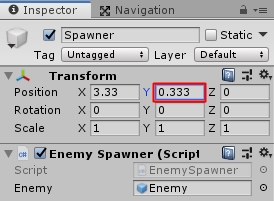 Inspector Navigation
Spawner Static
Tag Untagged Layer Default
Transform
Position X 3.33 Y 0.333 Z 0
Rotation X 0 Y 0 Z 0
Scale X 1 Y 1 Z 1
C# Enemy Spawner (Script
Script EnemySpawner
Enemy Enemy